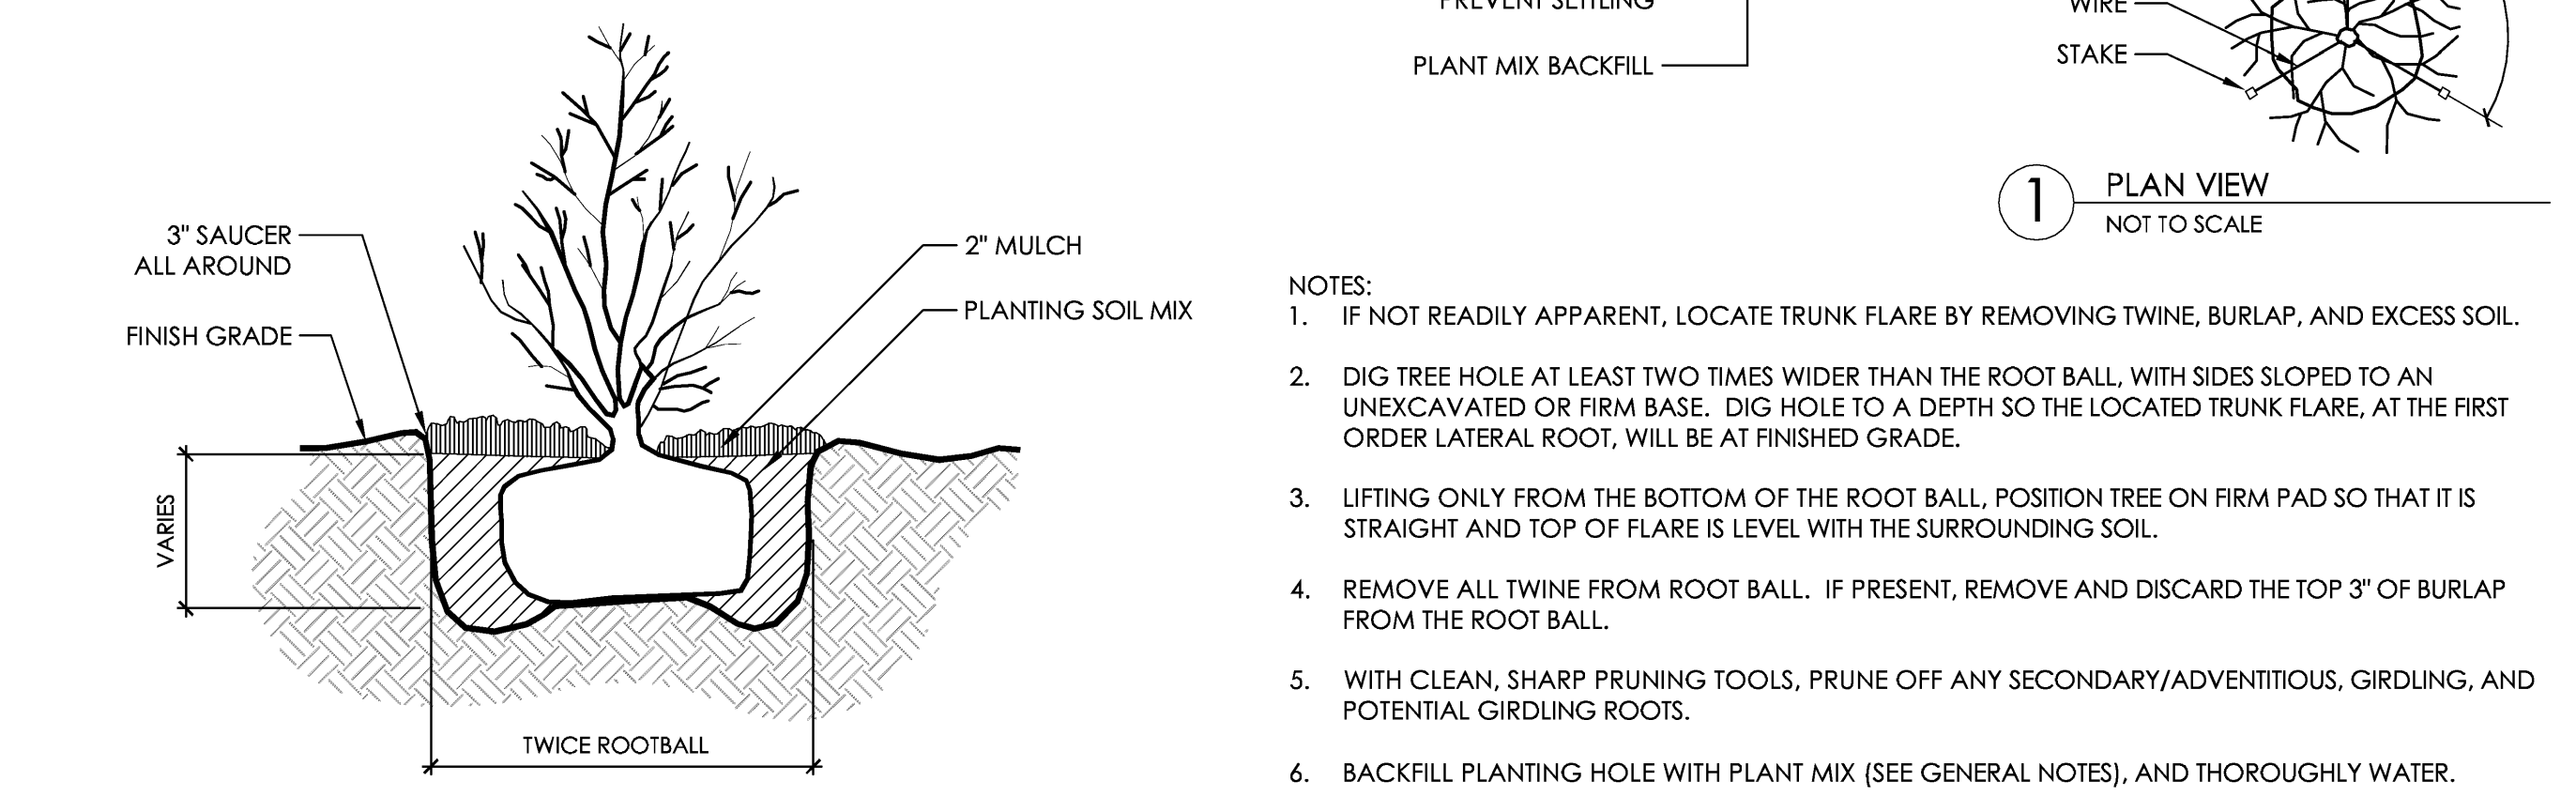 PREVENT SETTLING
PLANT MIX BACKFILL
WIRE
STAKE
1
PLAN VIEW
NOT TO SCALE
3" SAUCER
ALL AROUND
FINISH GRADE
2" MULCH
PLANTING SOIL MIX
VARIES
TWICE ROOTBALL
NOTES:
1. IF NOT READILY APPARENT, LOCATE TRUNK FLARE BY REMOVING TWINE, BURLAP, AND EXCESS SOIL.
2. DIG TREE HOLE AT LEAST TWO TIMES WIDER THAN THE ROOT BALL, WITH SIDES SLOPED TO AN
UNEXCAVATED OR FIRM BASE. DIG HOLE TO A DEPTH SO THE LOCATED TRUNK FLARE, AT THE FIRST
ORDER LATERAL ROOT, WILL BE AT FINISHED GRADE.
3. LIFTING ONLY FROM THE BOTTOM OF THE ROOT BALL, POSITION TREE ON FIRM PAD SO THAT IT IS
STRAIGHT AND TOP OF FLARE IS LEVEL WITH THE SURROUNDING SOIL.
4. REMOVE ALL TWINE FROM ROOT BALL. IF PRESENT, REMOVE AND DISCARD THE TOP 3" OF BURLAP
FROM THE ROOT BALL.
5. WITH CLEAN, SHARP PRUNING TOOLS, PRUNE OFF ANY SECONDARY/ADVENTITIOUS, GIRDLING, AND
POTENTIAL GIRDLING ROOTS.
6. BACKFILL PLANTING HOLE WITH PLANT MIX (SEE GENERAL NOTES), AND THOROUGHLY WATER.